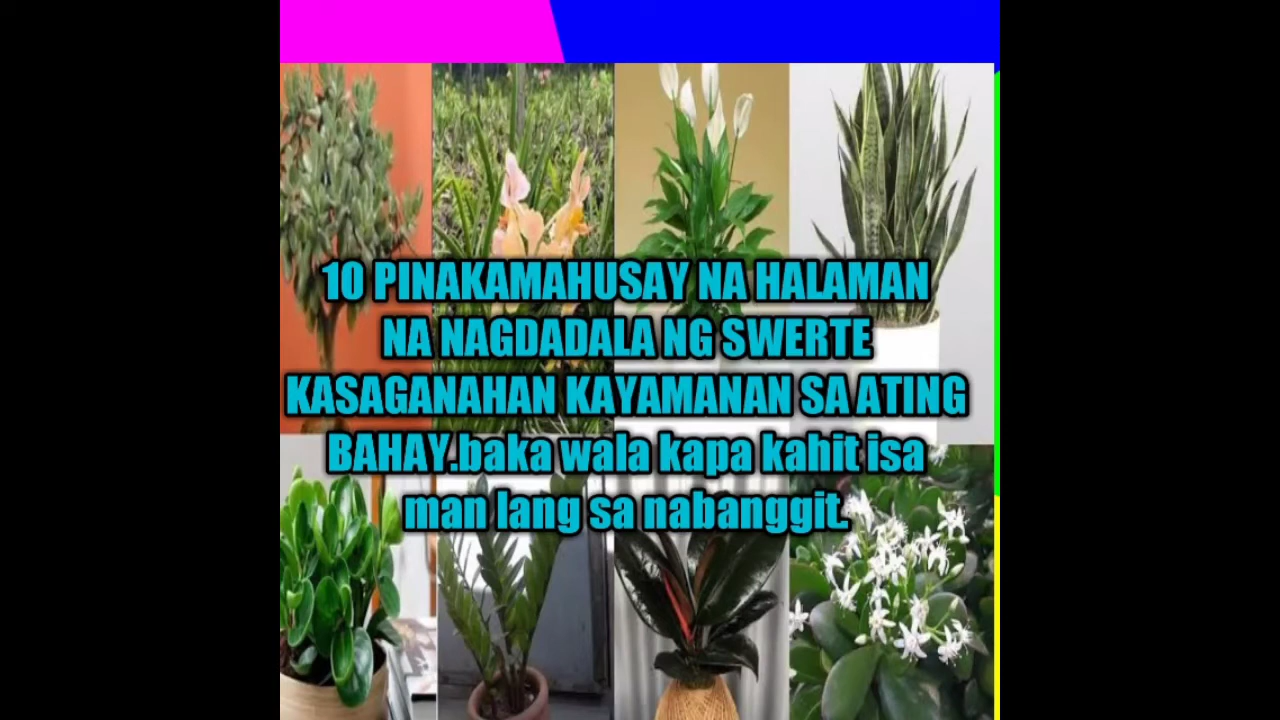 10 PINAKAMAHUSAY NA HALAMAN
NA NAGDADALA NG SWERTE
KASAGANAHAN KAYAMANAN SA ATING
BAHAY.baka wala kapa kahit isa
man lang sa nabanggit.